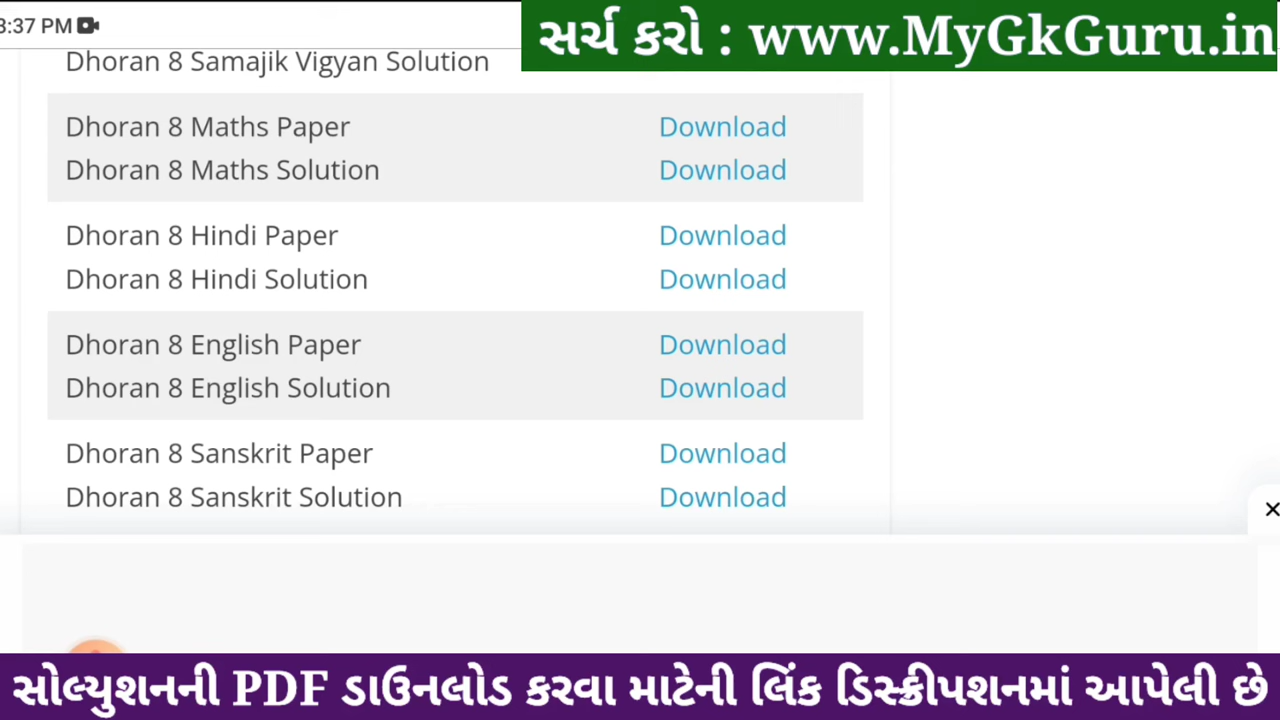 3:37 PM
સર્ચ કરો : www.MyGkGuru.in
Dhoran 8 Samajik Vigyan Solution
Dhoran 8 Maths Paper Download
Dhoran 8 Maths Solution Download
Dhoran 8 Hindi Paper Download
Dhoran 8 Hindi Solution Download
Dhoran 8 English Paper Download
Dhoran 8 English Solution Download
Dhoran 8 Sanskrit Paper Download
Dhoran 8 Sanskrit Solution Download
સોલ્યુશનની PDF ડાઉનલોડ કરવા માટેની લિંક ડિસ્ક્રીપશનમાં આપેલી છે